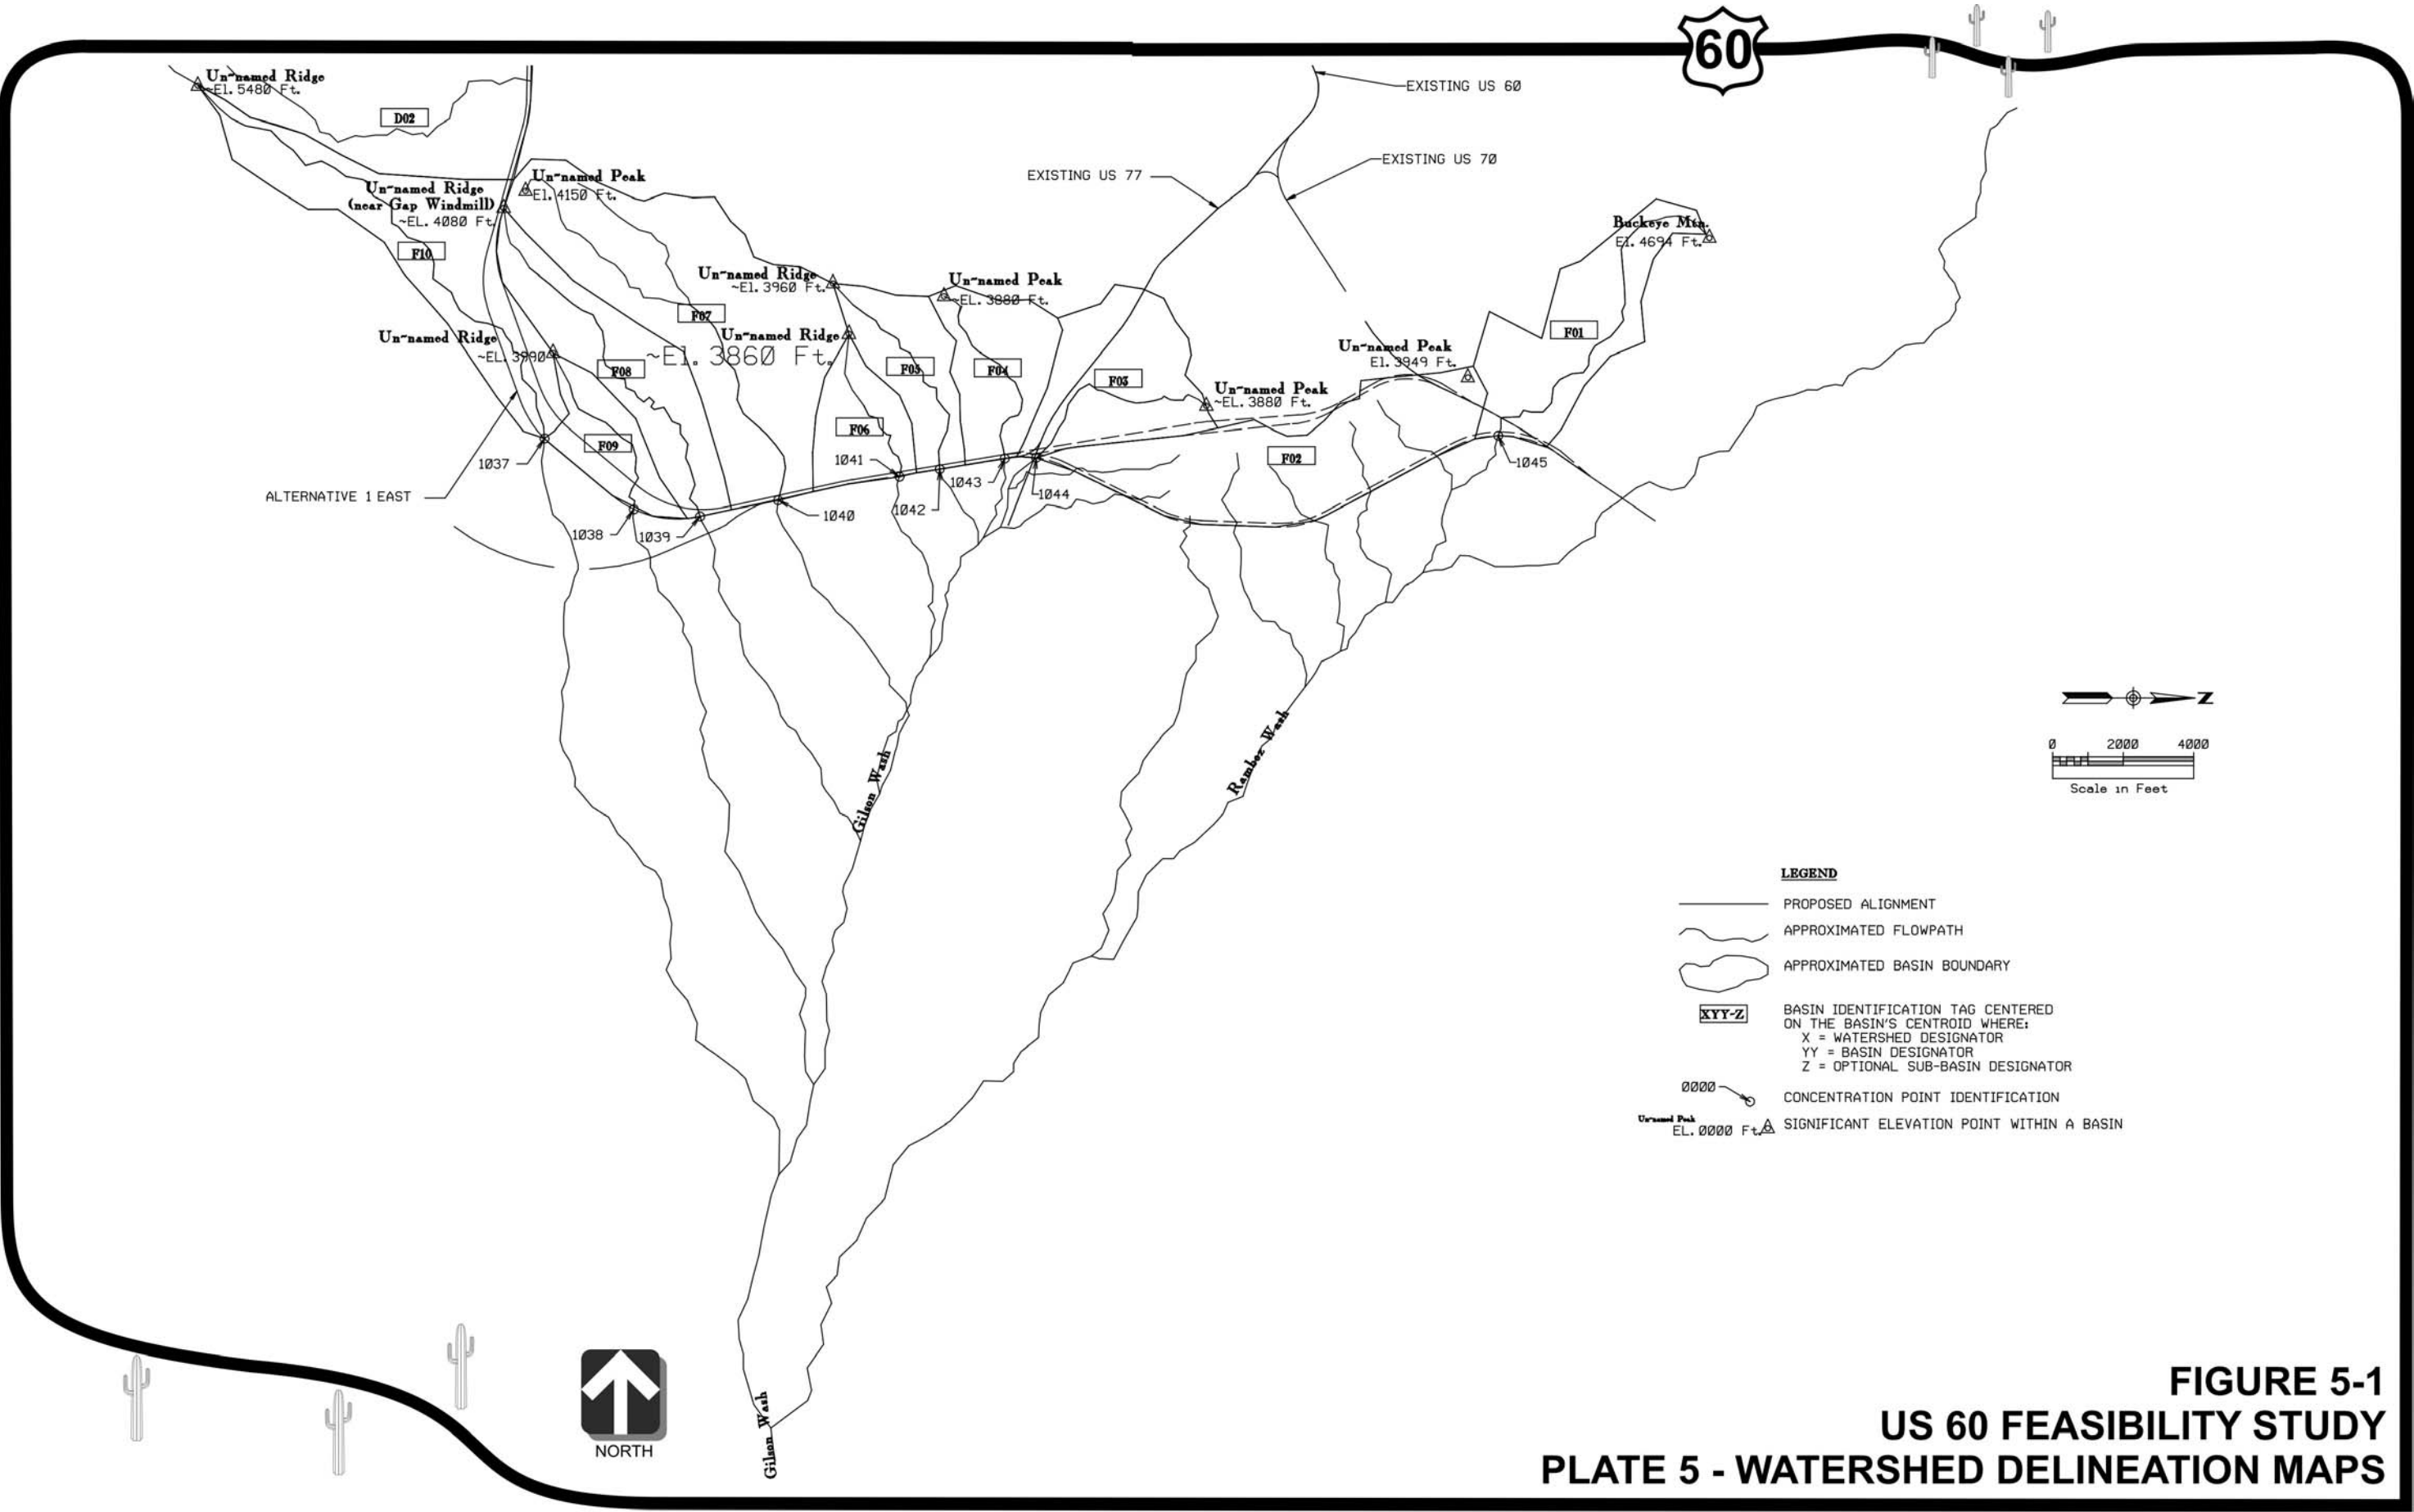 60
Un-named Ridge
~El. 5480 Ft.
D02
EXISTING US 60
EXISTING US 70
EXISTING US 77
Un-named Peak
El. 4150 Ft.
Un-named Ridge
(near Gap Windmill)
~EL. 4080 Ft.
F10
Buckeye Mtn.
El. 4694 Ft.
Un-named Ridge
~El. 3960 Ft.
Un-named Peak
~EL. 3880 Ft.
F07
Un-named Ridge
~El. 3860 Ft.
Un-named Ridge
~EL. 3990
F08
F05
F04
F03
F01
Un-named Peak
El. 3949 Ft.
Un-named Peak
~EL. 3880 Ft.
F06
F09
F02
1037
1041
1043
1044
1045
ALTERNATIVE 1 EAST
1042
1040
1038
1039
Gilson Wash
Ramboz Wash
Z
0 2000 4000
Scale in Feet
LEGEND
PROPOSED ALIGNMENT
APPROXIMATED FLOWPATH
APPROXIMATED BASIN BOUNDARY
XYY-Z
BASIN IDENTIFICATION TAG CENTERED
ON THE BASIN'S CENTROID WHERE:
X = WATERSHED DESIGNATOR
YY = BASIN DESIGNATOR
Z = OPTIONAL SUB-BASIN DESIGNATOR
0000
CONCENTRATION POINT IDENTIFICATION
Un-named Peak
EL. 0000 Ft.
SIGNIFICANT ELEVATION POINT WITHIN A BASIN
Gilson Wash
NORTH
FIGURE 5-1
US 60 FEASIBILITY STUDY
PLATE 5 - WATERSHED DELINEATION MAPS